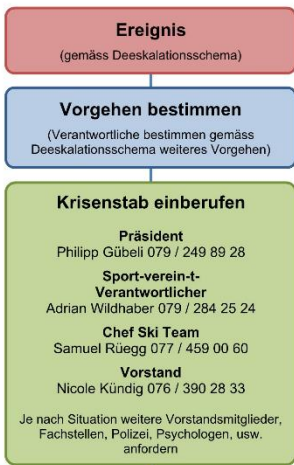 Ereignis
(gemäss Deeskalationsschema)
Vorgehen bestimmen
(Verantwortliche bestimmen gemäss
Deeskalationsschema weiteres Vorgehen)
Krisenstab einberufen
Präsident
Philipp Gübeli 079 / 249 89 28
Sport-verein-t-
Verantwortlicher
Adrian Wildhaber 079 / 284 25 24
Chef Ski Team
Samuel Rüegg 077 / 459 00 60
Vorstand
Nicole Kündig 076 / 390 28 33
Je nach Situation weitere Vorstandsmitglieder,
Fachstellen, Polizei, Psychologen, usw.
anfordern